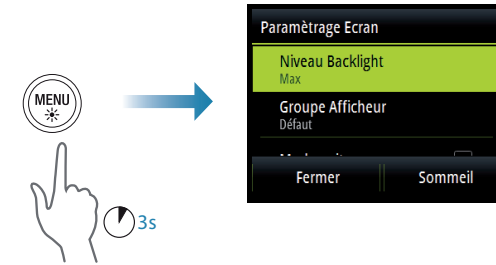 MENU
3s
Paramètrage Ecran
Niveau Backlight
Max
Groupe Afficheur
Défaut
Fermer Sommeil